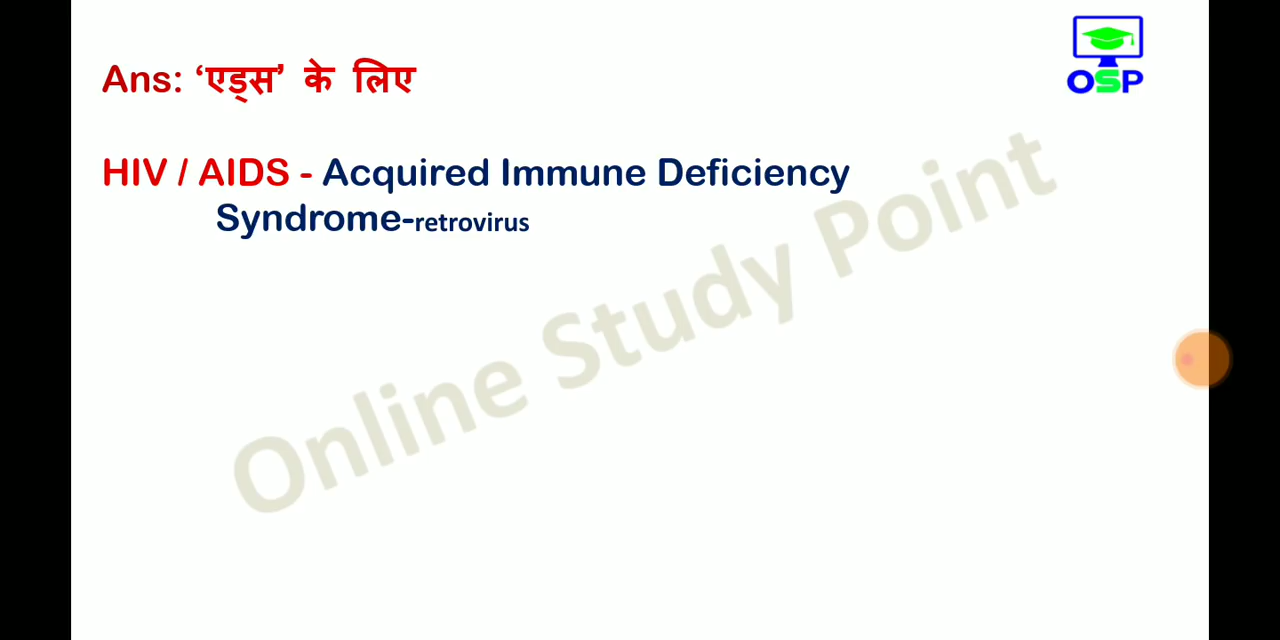 Ans: ‘एड्स’ के लिए
OSP
HIV / AIDS - Acquired Immune Deficiency
Syndrome-retrovirus
Online Study Point